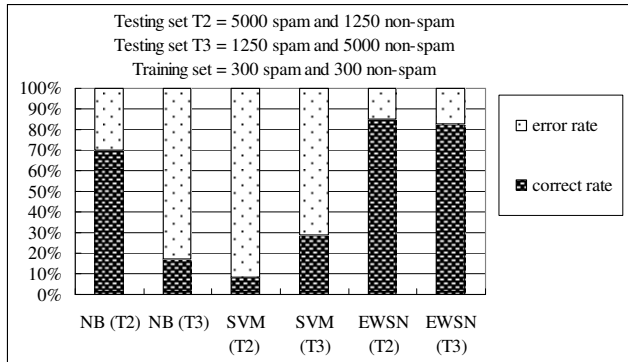 Testing set T2 = 5000 spam and 1250 non-spam
Testing set T3 = 1250 spam and 5000 non-spam
Training set = 300 spam and 300 non-spam
100%
90%
80%
70%
60%
50%
40%
30%
20%
10%
0%
NB (T2)
NB (T3)
SVM
(T2)
SVM
(T3)
EWSN
(T2)
EWSN
(T3)
error rate
correct rate